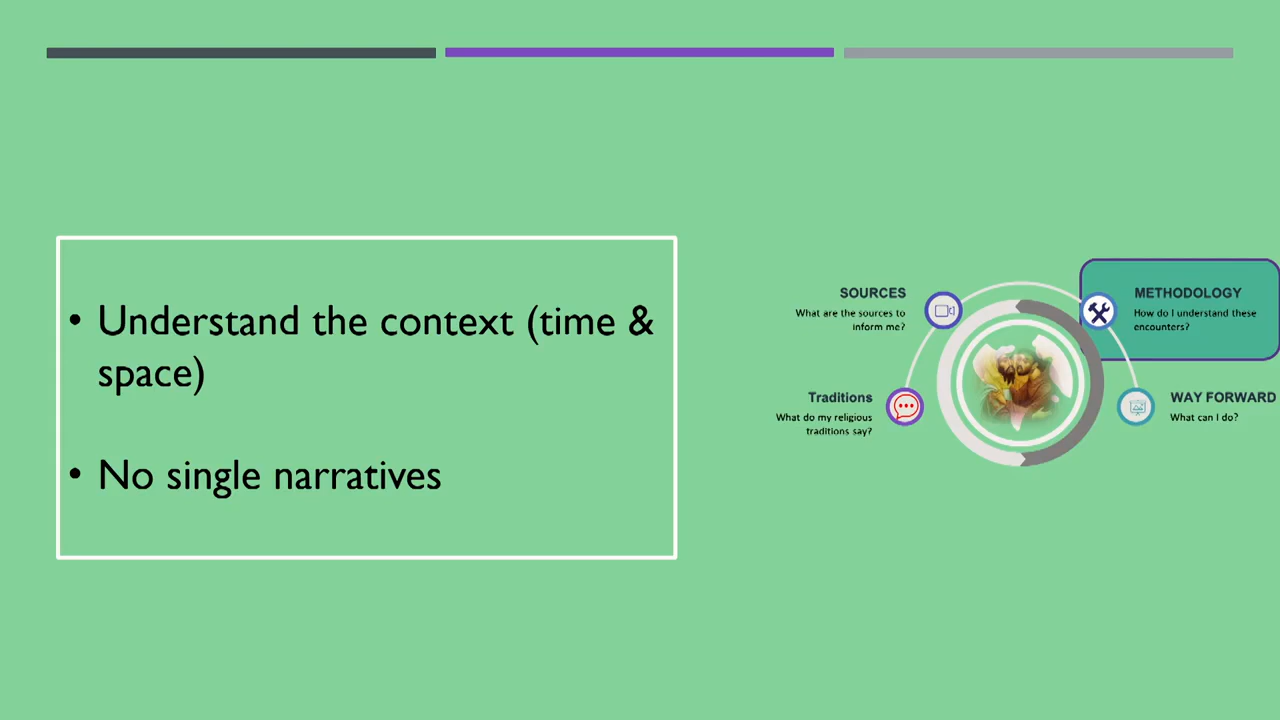 • Understand the context (time &
space)
• No single narratives
SOURCES
What are the sources to
inform me?
METHODOLOGY
How do I understand these
encounters?
Traditions
What do my religious
traditions say?
WAY FORWARD
What can I do?